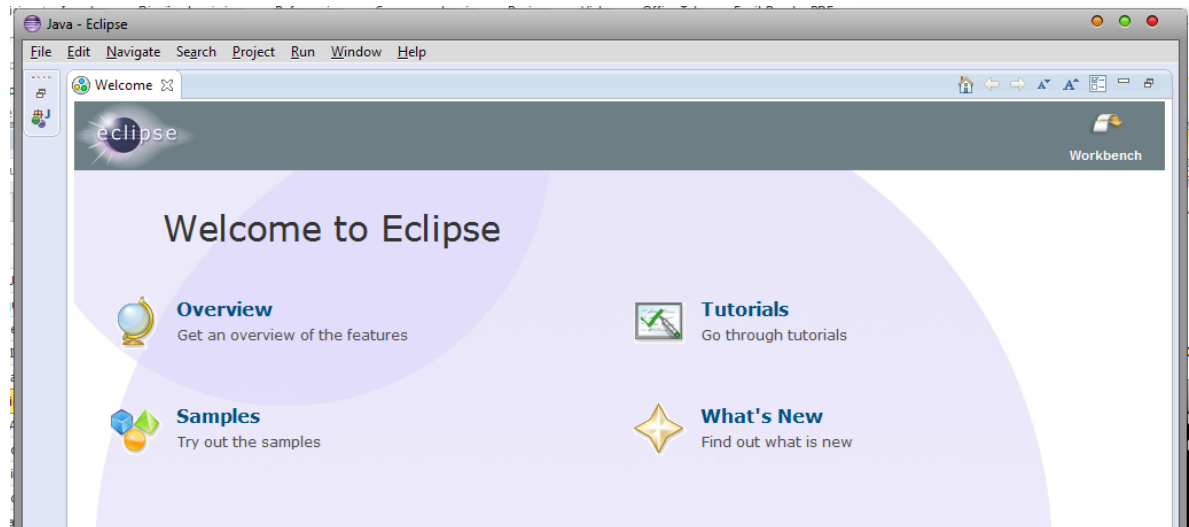 Java - Eclipse
File Edit Navigate Search Project Run Window Help
Welcome
eclipse
Workbench
Welcome to Eclipse
Overview
Get an overview of the features
Tutorials
Go through tutorials
Samples
Try out the samples
What's New
Find out what is new